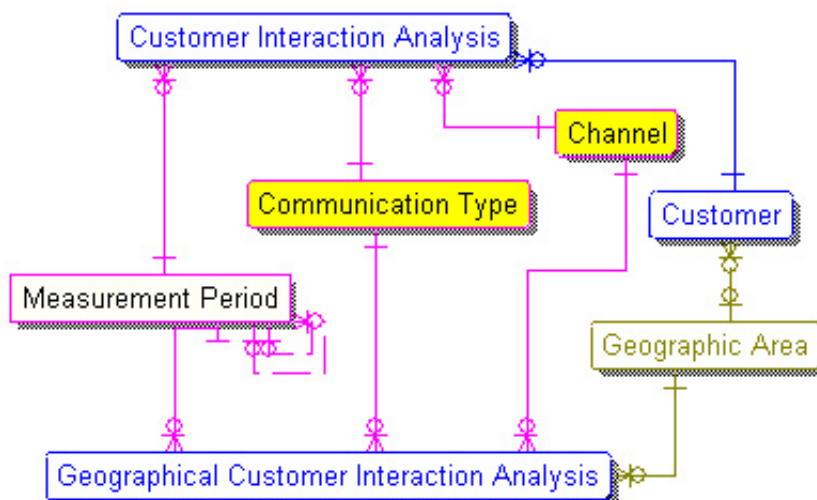 Customer Interaction Analysis
Channel
Communication Type
Customer
Measurement Period
Geographic Area
Geographical Customer Interaction Analysis